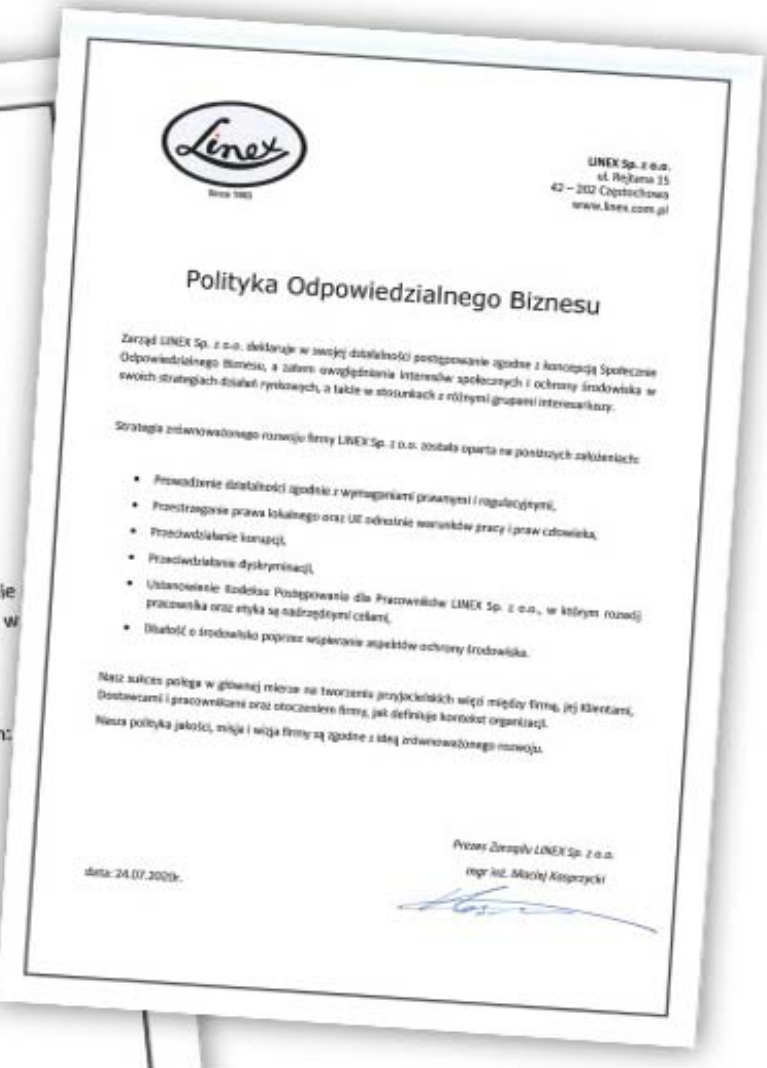 Linex
Since 1983
LINEX Sp. z o.o.
ul. Rejtana 15
42 – 202 Częstochowa
www.linex.com.pl
Polityka Odpowiedzialnego Biznesu
Zarząd LINEX Sp. z o.o. deklaruje w swojej działalności postępowanie zgodne z koncepcją Społecznie
Odpowiedzialnego Biznesu, a zatem uwzględniania interesów społecznych i ochrony środowiska w
swoich strategiach działań rynkowych, a także w stosunkach z różnymi grupami interesariuszy.
Strategia zrównoważonego rozwoju firmy LINEX Sp. z o.o. została oparta na poniższych założeniach:
• Prowadzenie działalności zgodnie z wymaganiami prawnymi i regulacyjnymi,
• Przestrzeganie prawa lokalnego oraz UE odnośnie warunków pracy i praw człowieka,
• Przeciwdziałanie korupcji,
• Przeciwdziałanie dyskryminacji,
• Ustanowienie Kodeksu Postępowania dla Pracowników LINEX Sp. z o.o., w którym rozwój
pracownika oraz etyka są nadrzędnymi celami,
• Dbałość o środowisko poprzez wspieranie aspektów ochrony środowiska.
je
w
Nasz sukces polega w głównej mierze na tworzeniu przyjacielskich więzi między firmą, jej Klientami,
Dostawcami i pracownikami oraz otoczeniem firmy, jak definiuje kontekst organizacji.
Nasza polityka jakości, misja i wizja firmy są zgodne z ideą zrównoważonego rozwoju.
Prezes Zarządu LINEX Sp. z o.o.
mgr inż. Maciej Kasprzycki
data: 24.07.2020r.